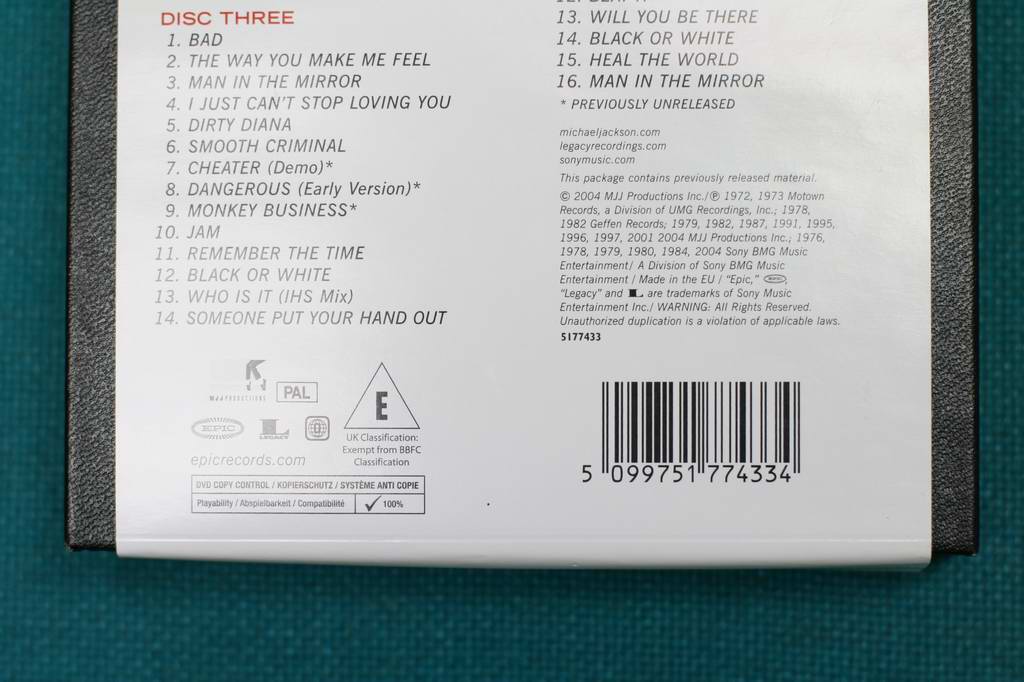 DISC THREE
1. BAD
2. THE WAY YOU MAKE ME FEEL
3. MAN IN THE MIRROR
4. I JUST CAN'T STOP LOVING YOU
5. DIRTY DIANA
6. SMOOTH CRIMINAL
7. CHEATER (Demo)*
8. DANGEROUS (Early Version)*
9. MONKEY BUSINESS*
10. JAM
11. REMEMBER THE TIME
12. BLACK OR WHITE
13. WHO IS IT (IHS Mix)
14. SOMEONE PUT YOUR HAND OUT
MJJ PRODUCTIONS
PAL
E
EPIC
LEGACY
UK Classification:
Exempt from BBFC
Classification
epicrecords.com
DVD COPY CONTROL / KOPIERSCHUTZ / SYSTÈME ANTI COPIE
Playability / Abspielbarkeit / Compatibilité ✓ 100%
13. WILL YOU BE THERE
14. BLACK OR WHITE
15. HEAL THE WORLD
16. MAN IN THE MIRROR
* PREVIOUSLY UNRELEASED
michaeljackson.com
legacyrecordings.com
sonymusic.com
This package contains previously released material.
© 2004 MJJ Productions Inc./℗ 1972, 1973 Motown
Records, a Division of UMG Recordings, Inc.; 1978,
1982 Geffen Records; 1979, 1982, 1987, 1991, 1995,
1996, 1997, 2001 2004 MJJ Productions Inc.; 1976,
1978, 1979, 1980, 1984, 2004 Sony BMG Music
Entertainment/ A Division of Sony BMG Music
Entertainment / Made in the EU / "Epic," EPIC,
"Legacy" and L are trademarks of Sony Music
Entertainment Inc./ WARNING: All Rights Reserved.
Unauthorized duplication is a violation of applicable laws.
5177433
5 099751 774334